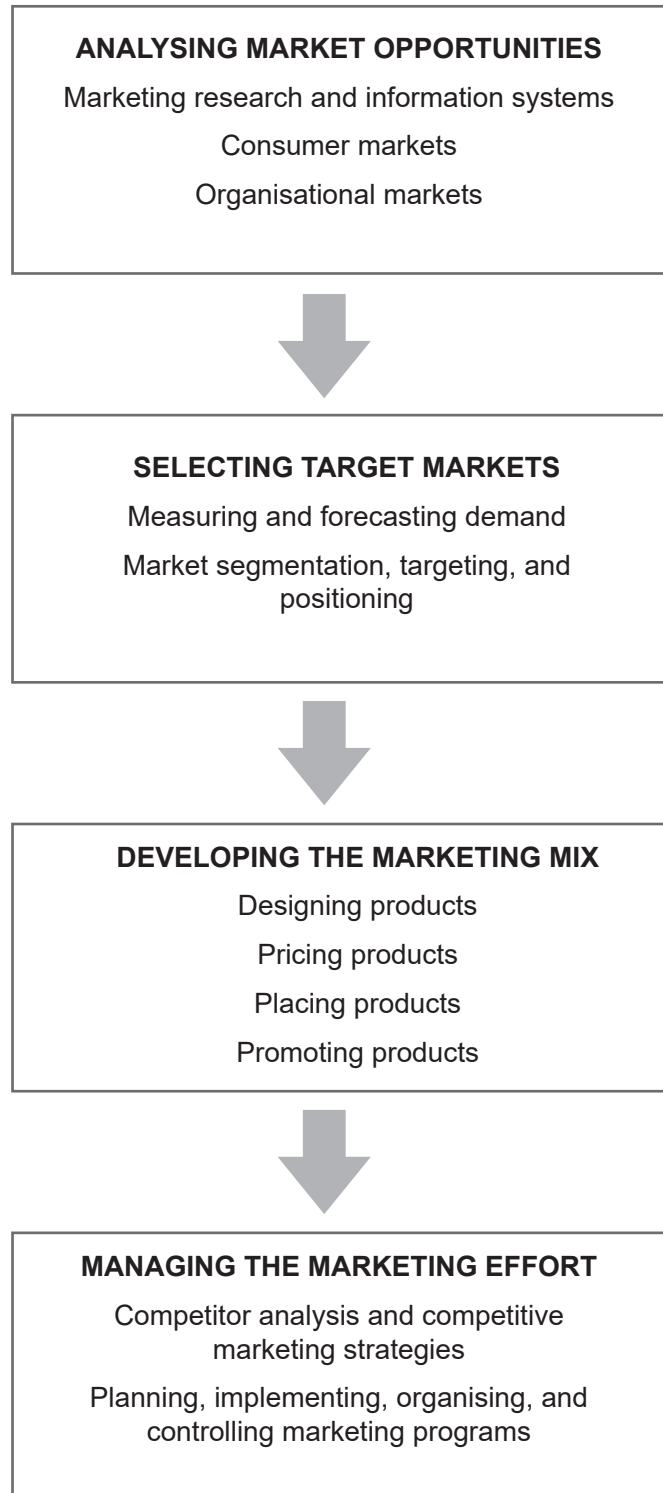 ANALYSING MARKET OPPORTUNITIES
Marketing research and information systems
Consumer markets
Organisational markets
SELECTING TARGET MARKETS
Measuring and forecasting demand
Market segmentation, targeting, and
positioning
DEVELOPING THE MARKETING MIX
Designing products
Pricing products
Placing products
Promoting products
MANAGING THE MARKETING EFFORT
Competitor analysis and competitive
marketing strategies
Planning, implementing, organising, and
controlling marketing programs